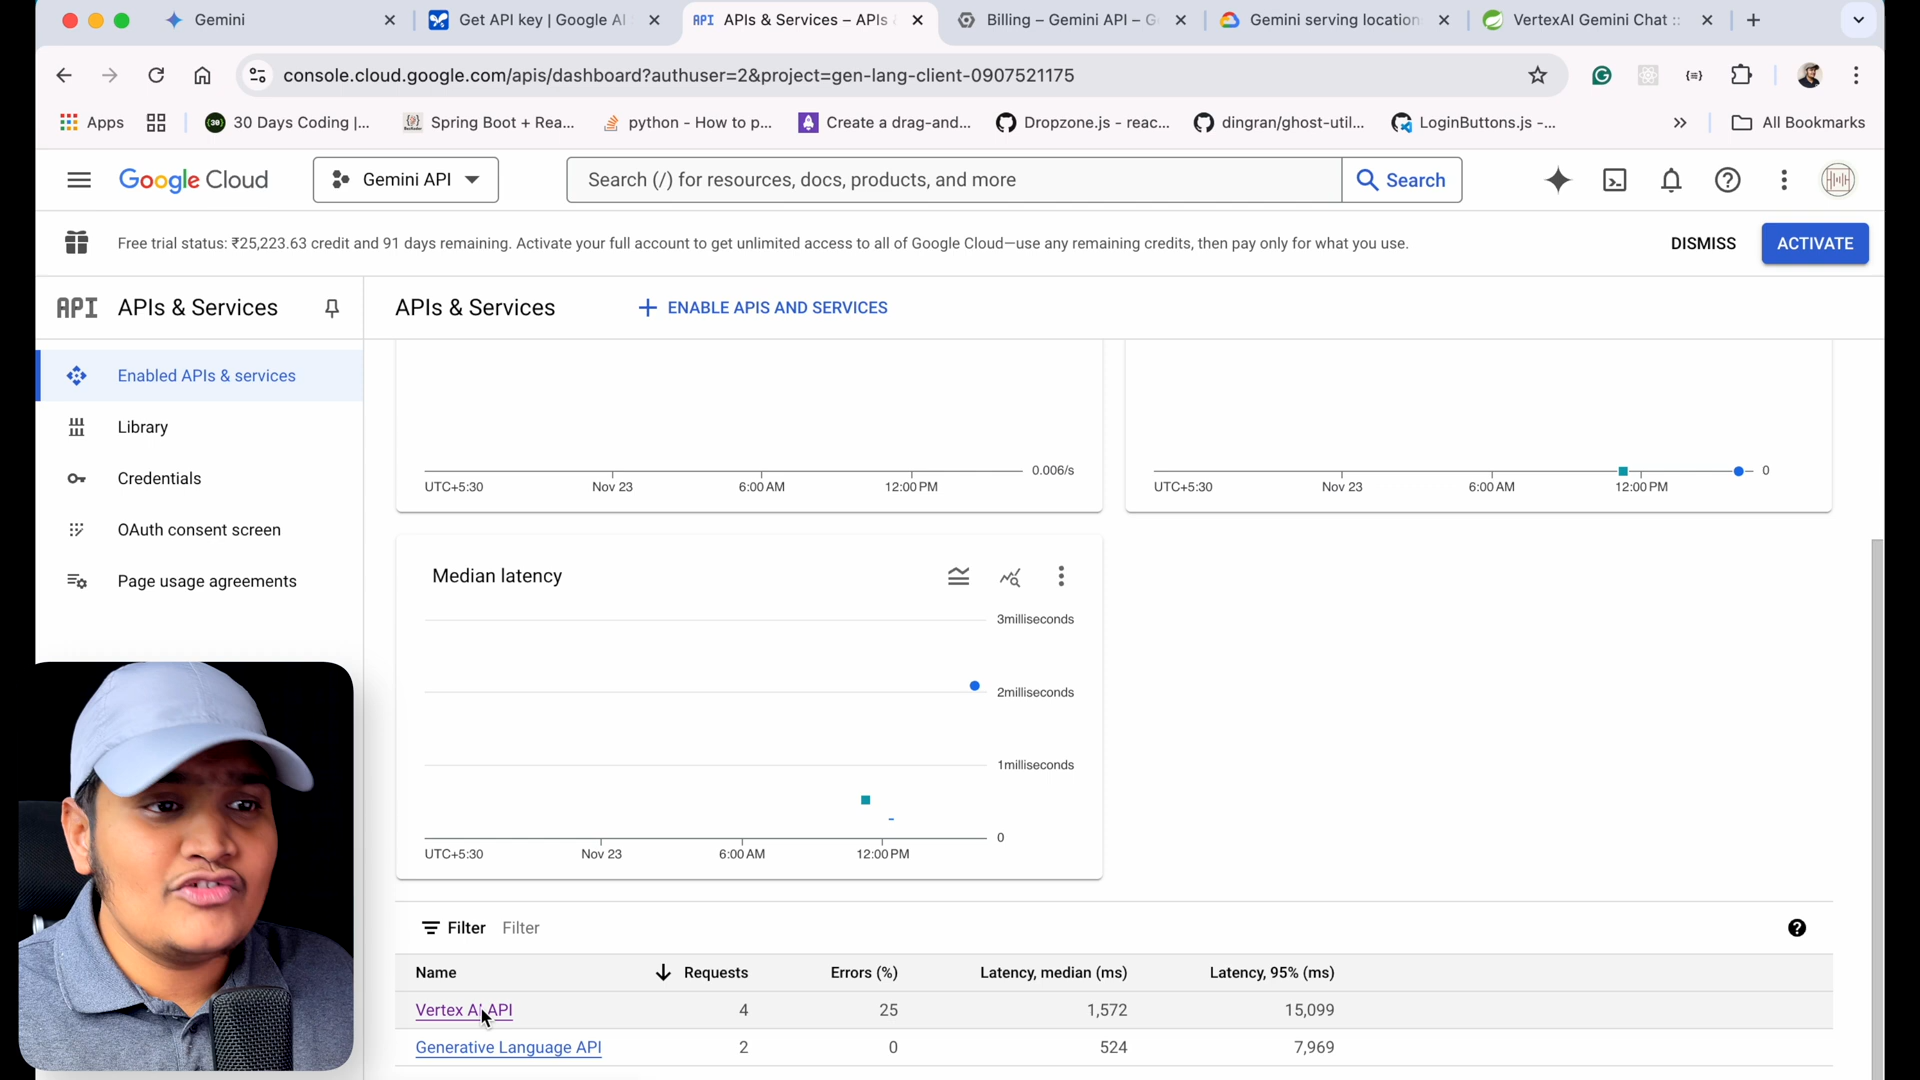 Gemini
Get API key | Google AI
API APIs & Services – APIs
Billing – Gemini API – G
Gemini serving location
VertexAI Gemini Chat ::
console.cloud.google.com/apis/dashboard?authuser=2&project=gen-lang-client-0907521175
Apps
30 Days Coding |...
Spring Boot + Rea...
python - How to p...
Create a drag-and...
Dropzone.js - reac...
dingran/ghost-util...
LoginButtons.js -...
All Bookmarks
Google Cloud
Gemini API
Search (/) for resources, docs, products, and more
Search
Free trial status: ₹25,223.63 credit and 91 days remaining. Activate your full account to get unlimited access to all of Google Cloud—use any remaining credits, then pay only for what you use.
DISMISS
ACTIVATE
API APIs & Services
APIs & Services
ENABLE APIS AND SERVICES
Enabled APIs & services
Library
Credentials
OAuth consent screen
Page usage agreements
0.006/s
UTC+5:30 Nov 23 6:00 AM 12:00 PM
0
UTC+5:30 Nov 23 6:00 AM 12:00 PM
Median latency
3milliseconds
2milliseconds
1milliseconds
0
UTC+5:30 Nov 23 6:00 AM 12:00 PM
Filter Filter
Name Requests Errors (%) Latency, median (ms) Latency, 95% (ms)
Vertex AI API 4 25 1,572 15,099
Generative Language API 2 0 524 7,969